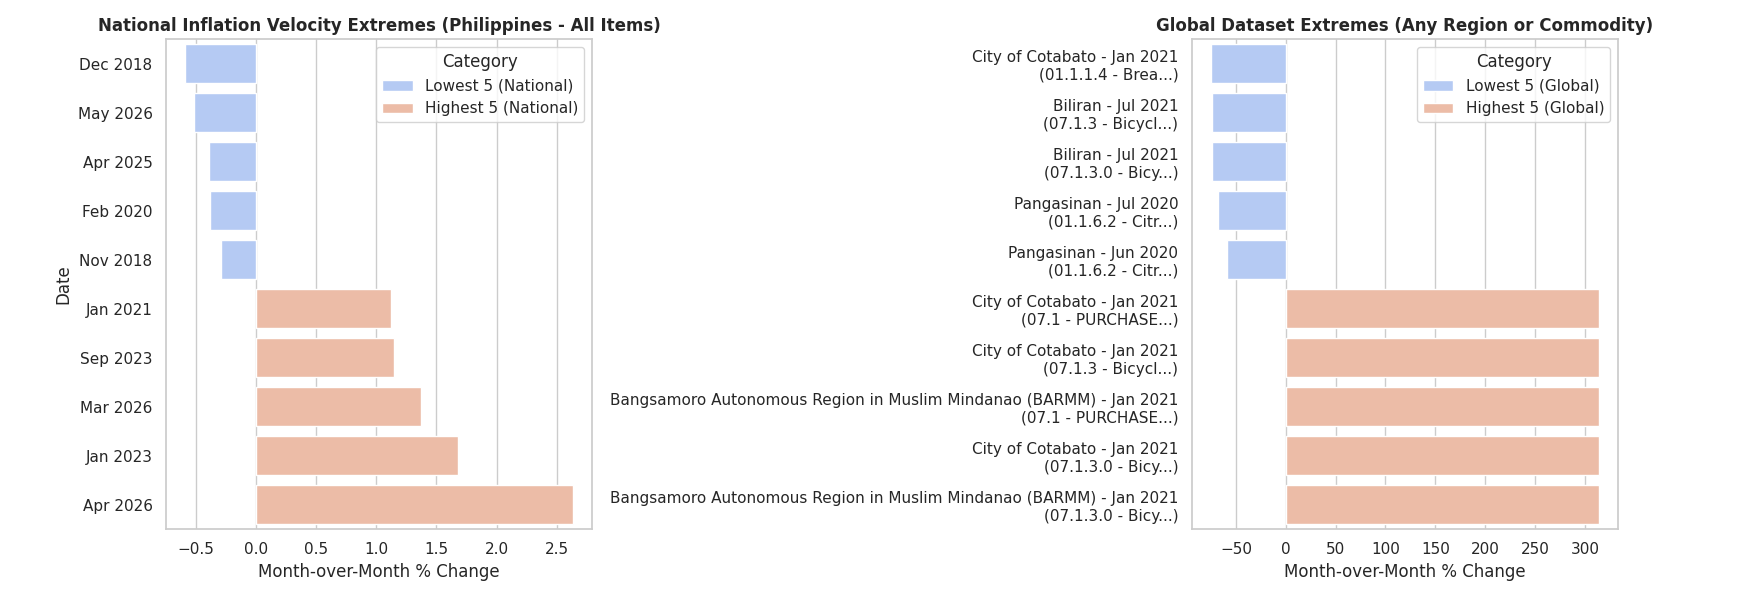 National Inflation Velocity Extremes (Philippines - All Items)
Category
Lowest 5 (National)
Highest 5 (National)
Date
Dec 2018
May 2026
Apr 2025
Feb 2020
Nov 2018
Jan 2021
Sep 2023
Mar 2026
Jan 2023
Apr 2026
−0.5 0.0 0.5 1.0 1.5 2.0 2.5
Month-over-Month % Change
Global Dataset Extremes (Any Region or Commodity)
Category
Lowest 5 (Global)
Highest 5 (Global)
City of Cotabato - Jan 2021
(01.1.1.4 - Brea...)
Biliran - Jul 2021
(07.1.3 - Bicycl...)
Biliran - Jul 2021
(07.1.3.0 - Bicy...)
Pangasinan - Jul 2020
(01.1.6.2 - Citr...)
Pangasinan - Jun 2020
(01.1.6.2 - Citr...)
City of Cotabato - Jan 2021
(07.1 - PURCHASE...)
City of Cotabato - Jan 2021
(07.1.3 - Bicycl...)
Bangsamoro Autonomous Region in Muslim Mindanao (BARMM) - Jan 2021
(07.1 - PURCHASE...)
City of Cotabato - Jan 2021
(07.1.3.0 - Bicy...)
Bangsamoro Autonomous Region in Muslim Mindanao (BARMM) - Jan 2021
(07.1.3.0 - Bicy...)
−50 0 50 100 150 200 250 300
Month-over-Month % Change